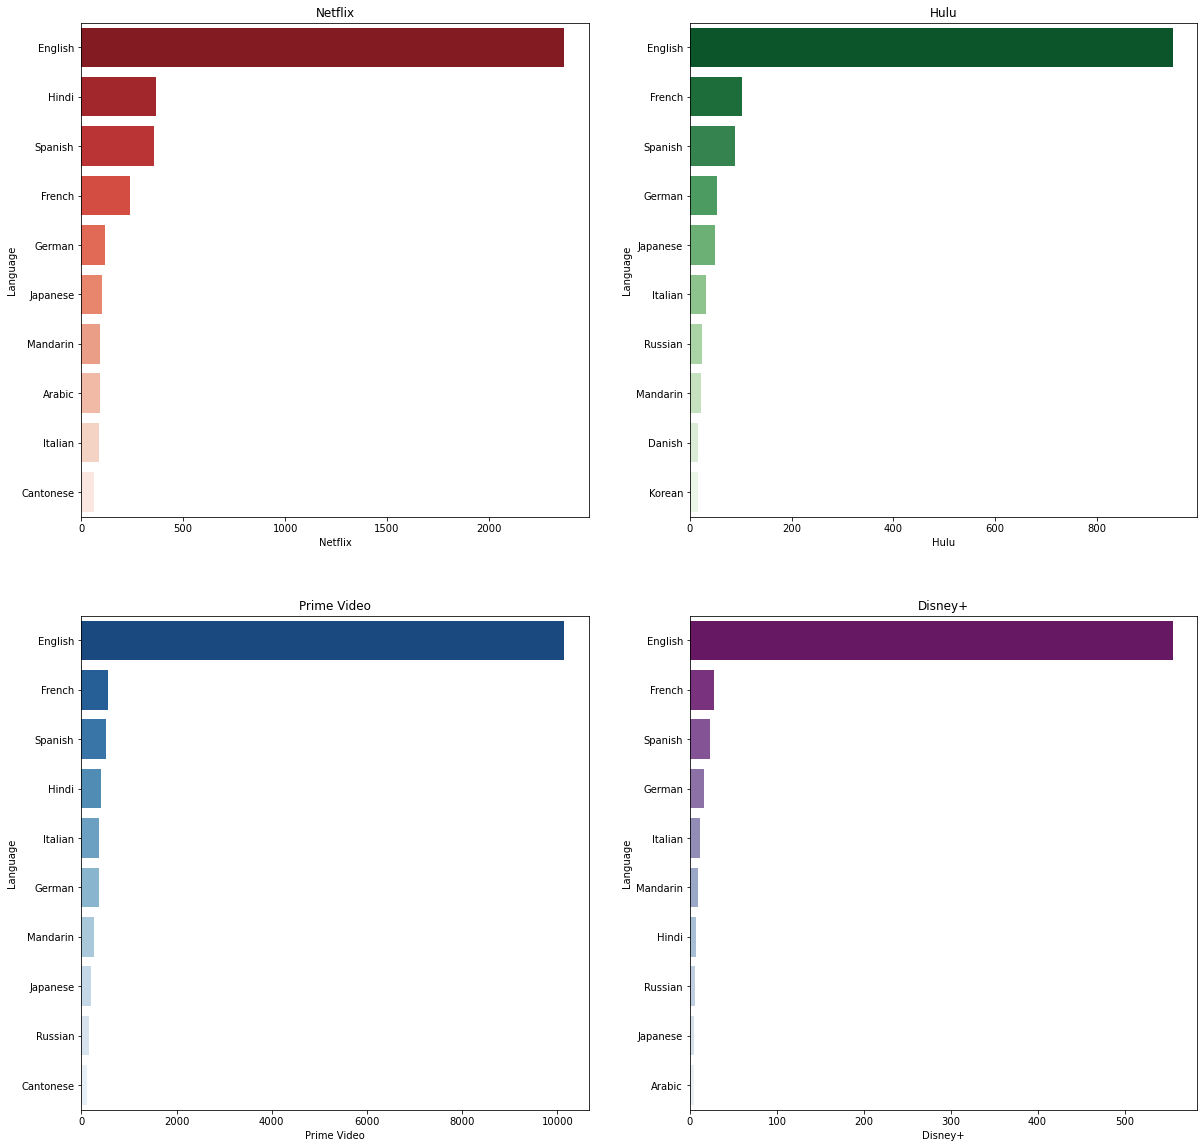 Netflix
English
Hindi
Spanish
French
German
Japanese
Mandarin
Arabic
Italian
Cantonese
Language
0 500 1000 1500 2000
Netflix
Hulu
English
French
Spanish
German
Japanese
Italian
Russian
Mandarin
Danish
Korean
Language
0 200 400 600 800
Hulu
Prime Video
English
French
Spanish
Hindi
Italian
German
Mandarin
Japanese
Russian
Cantonese
Language
0 2000 4000 6000 8000 10000
Prime Video
Disney+
English
French
Spanish
German
Italian
Mandarin
Hindi
Russian
Japanese
Arabic
Language
0 100 200 300 400 500
Disney+